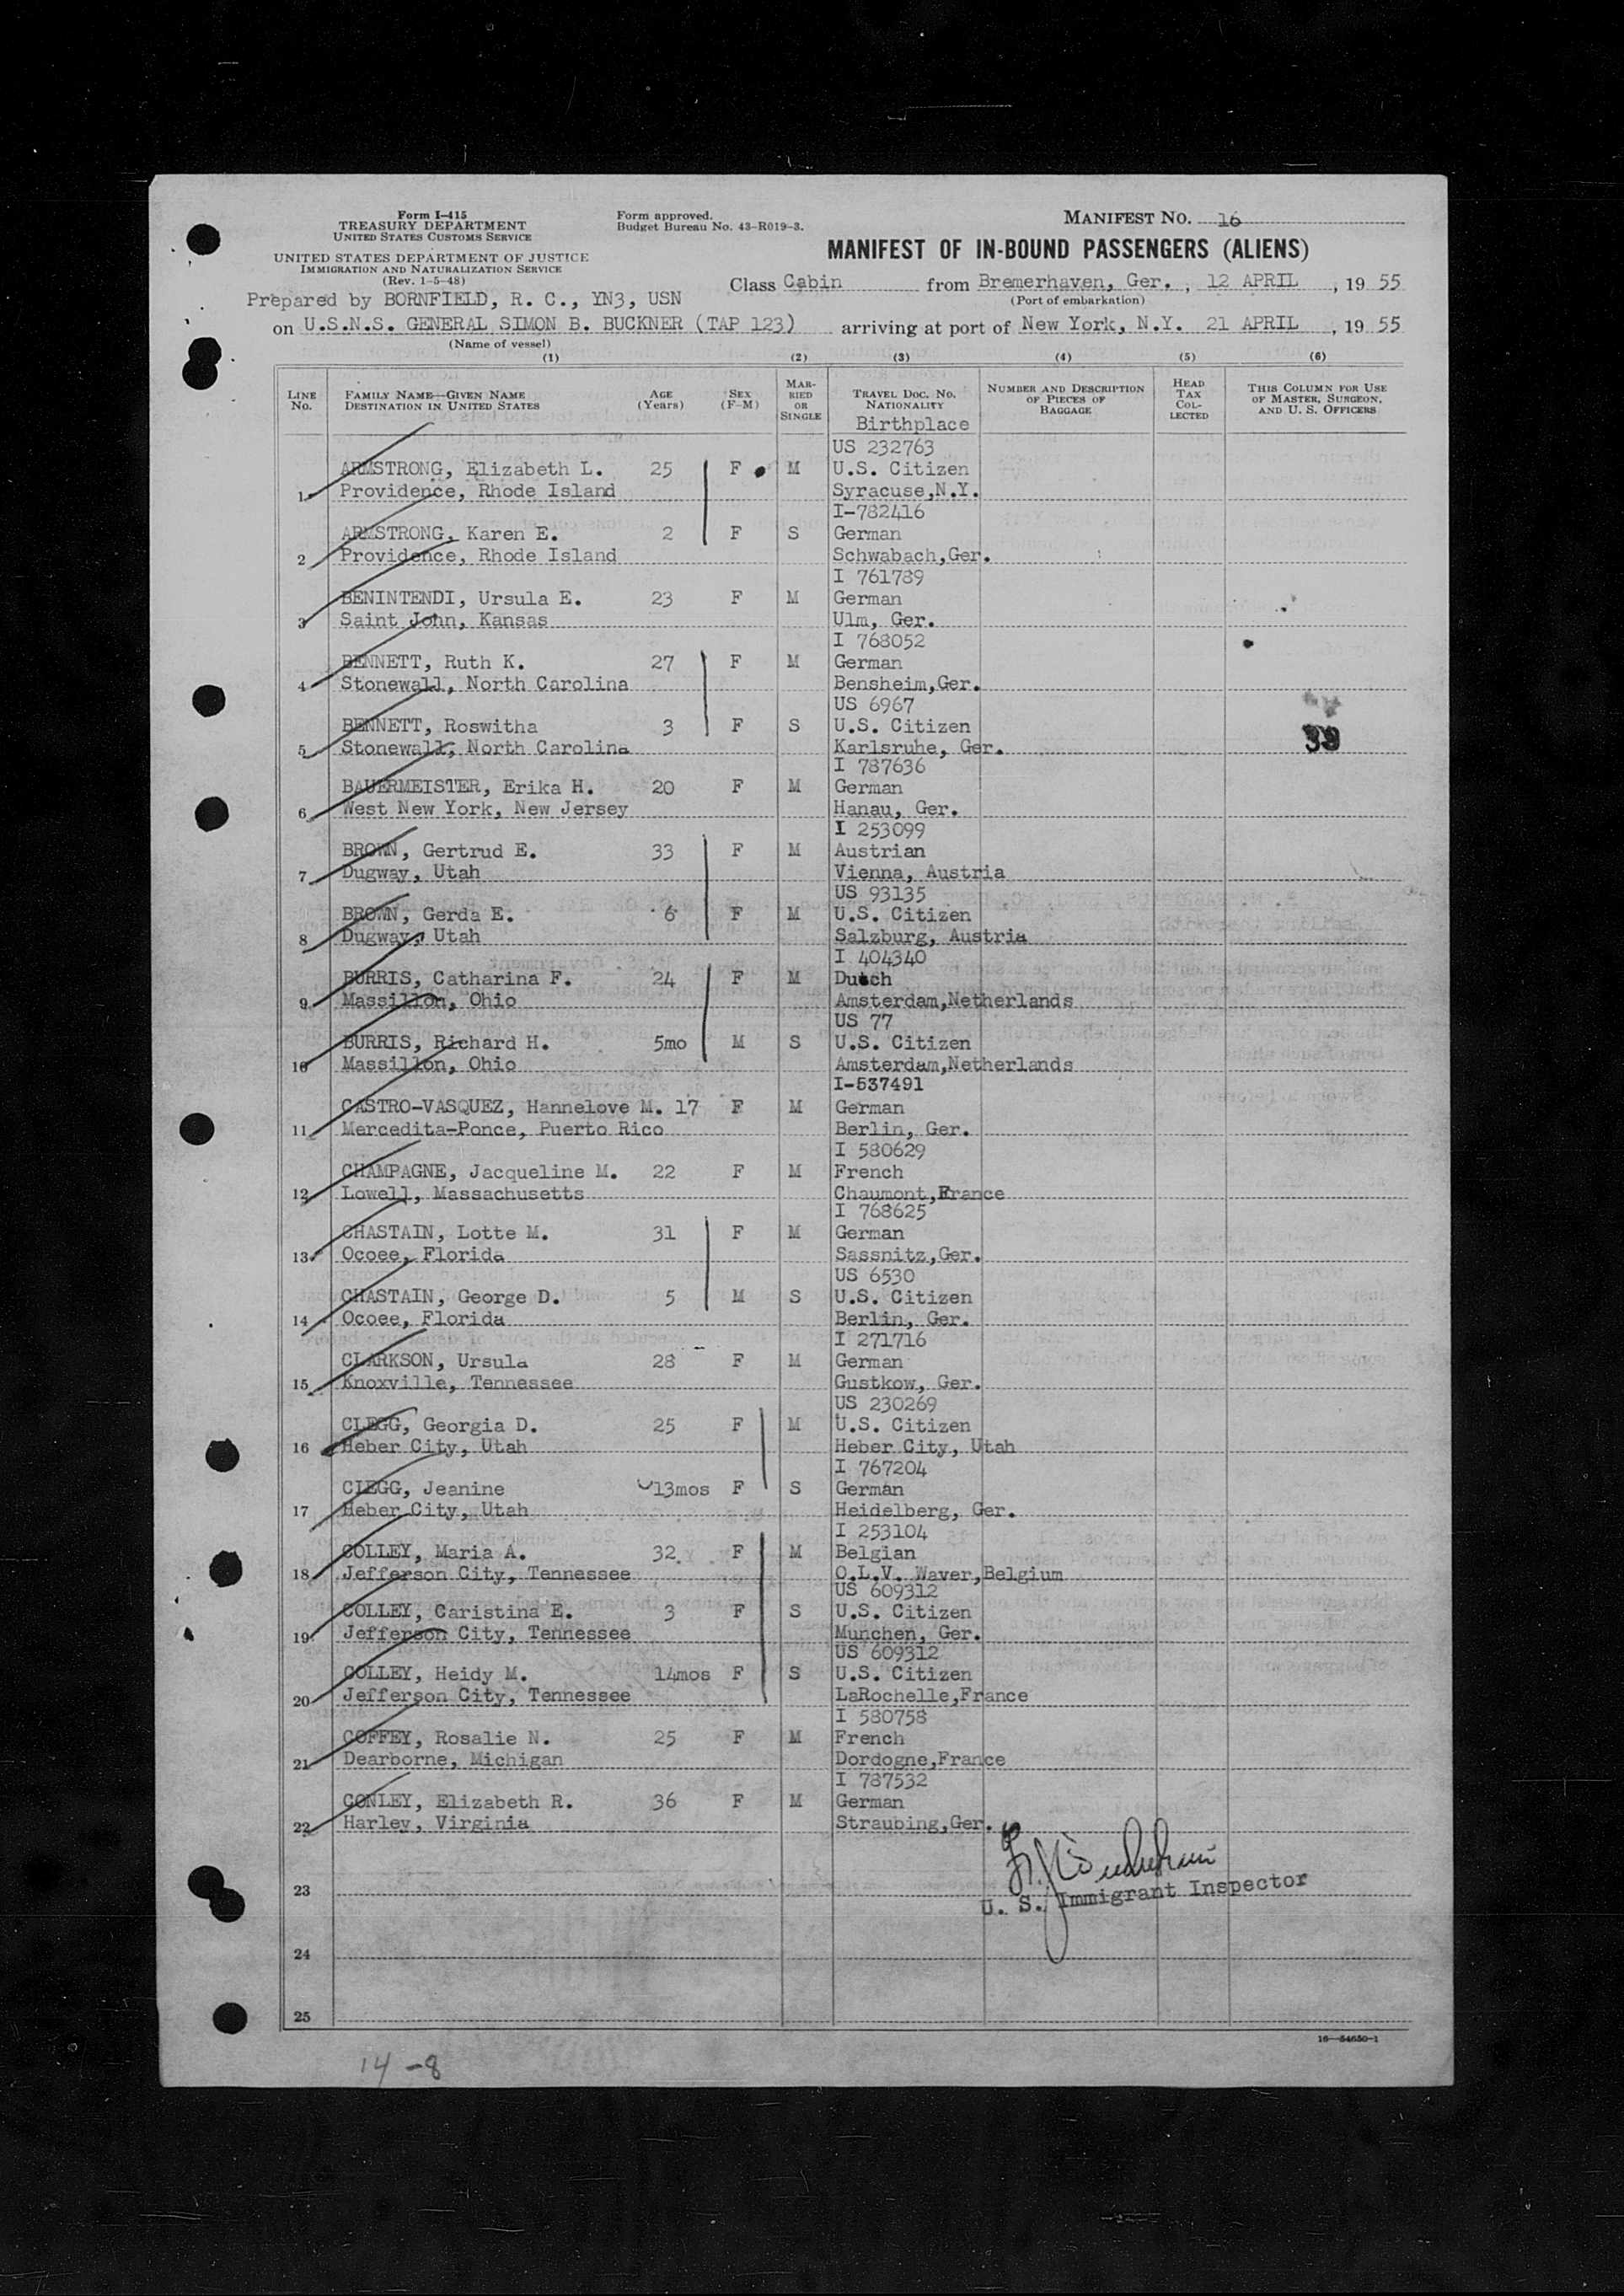 Form I-415
TREASURY DEPARTMENT
UNITED STATES CUSTOMS SERVICE
UNITED STATES DEPARTMENT OF JUSTICE
IMMIGRATION AND NATURALIZATION SERVICE
(Rev. 1-5-48)
Form approved.
Budget Bureau No. 43-R019-3.
MANIFEST NO. 16
MANIFEST OF IN-BOUND PASSENGERS (ALIENS)
Class Cabin from Bremerhaven, Ger., 12 APRIL, 19 55
(Port of embarkation)
Prepared by BORNFIELD, R. C., YN3, USN
on U.S.N.S. GENERAL SIMON B. BUCKNER (TAP 123) arriving at port of New York, N.Y. 21 APRIL, 19 55
(Name of vessel)
(1) (2) (3) (4) (5) (6)
LINE No. FAMILY NAME—GIVEN NAME DESTINATION IN UNITED STATES AGE (Years) SEX (F-M) MARRIED OR SINGLE TRAVEL DOC. NO. NATIONALITY Birthplace NUMBER AND DESCRIPTION OF PIECES OF BAGGAGE HEAD TAX COLLECTED THIS COLUMN FOR USE OF MASTER, SURGEON, AND U. S. OFFICERS
US 232763
ARMSTRONG, Elizabeth L. 25 F M U.S. Citizen
1 Providence, Rhode Island Syracuse,N.Y.
I-782416
ARMSTRONG, Karen E. 2 F S German
2 Providence, Rhode Island Schwabach,Ger.
I 761789
BENINTENDI, Ursula E. 23 F M German
3 Saint John, Kansas Ulm, Ger.
I 768052
BENNETT, Ruth K. 27 F M German
4 Stonewall, North Carolina Bensheim,Ger.
US 6967
BENNETT, Roswitha 3 F S U.S. Citizen
5 Stonewall, North Carolina Karlsruhe, Ger. 39
I 787636
BAUERMEISTER, Erika H. 20 F M German
6 West New York, New Jersey Hanau, Ger.
I 253099
BROWN, Gertrud E. 33 F M Austrian
7 Dugway, Utah Vienna, Austria
US 93135
BROWN, Gerda E. 6 F M U.S. Citizen
8 Dugway, Utah Salzburg, Austria
I 404340
BURRIS, Catharina F. 24 F M Dutch
9 Massillon, Ohio Amsterdam,Netherlands
US 77
BURRIS, Richard H. 5mo M S U.S. Citizen
10 Massillon, Ohio Amsterdam,Netherlands
I-537491
CASTRO-VASQUEZ, Hannelove M. 17 F M German
11 Mercedita-Ponce, Puerto Rico Berlin, Ger.
I 580629
CHAMPAGNE, Jacqueline M. 22 F M French
12 Lowell, Massachusetts Chaumont,France
I 768625
CHASTAIN, Lotte M. 31 F M German
13 Ocoee, Florida Sassnitz,Ger.
US 6530
CHASTAIN, George D. 5 M S U.S. Citizen
14 Ocoee, Florida Berlin, Ger.
I 271716
CLARKSON, Ursula 28 F M German
15 Knoxville, Tennessee Gustkow, Ger.
US 230269
CLEGG, Georgia D. 25 F M U.S. Citizen
16 Heber City, Utah Heber City, Utah
I 767204
CLEGG, Jeanine 13mos F S German
17 Heber City, Utah Heidelberg, Ger.
I 253104
COLLEY, Maria A. 32 F M Belgian
18 Jefferson City, Tennessee O.L.V. Waver,Belgium
US 609312
COLLEY, Caristina E. 3 F S U.S. Citizen
19 Jefferson City, Tennessee Munchen, Ger.
US 609312
COLLEY, Heidy M. 14mos F S U.S. Citizen
20 Jefferson City, Tennessee LaRochelle,France
I 580758
COFFEY, Rosalie N. 25 F M French
21 Dearborne, Michigan Dordogne,France
I 787532
CONLEY, Elizabeth R. 36 F M German
22 Harley, Virginia Straubing,Ger.
23
U. S. Immigrant Inspector
24
25
16—54650-1
14 - 8